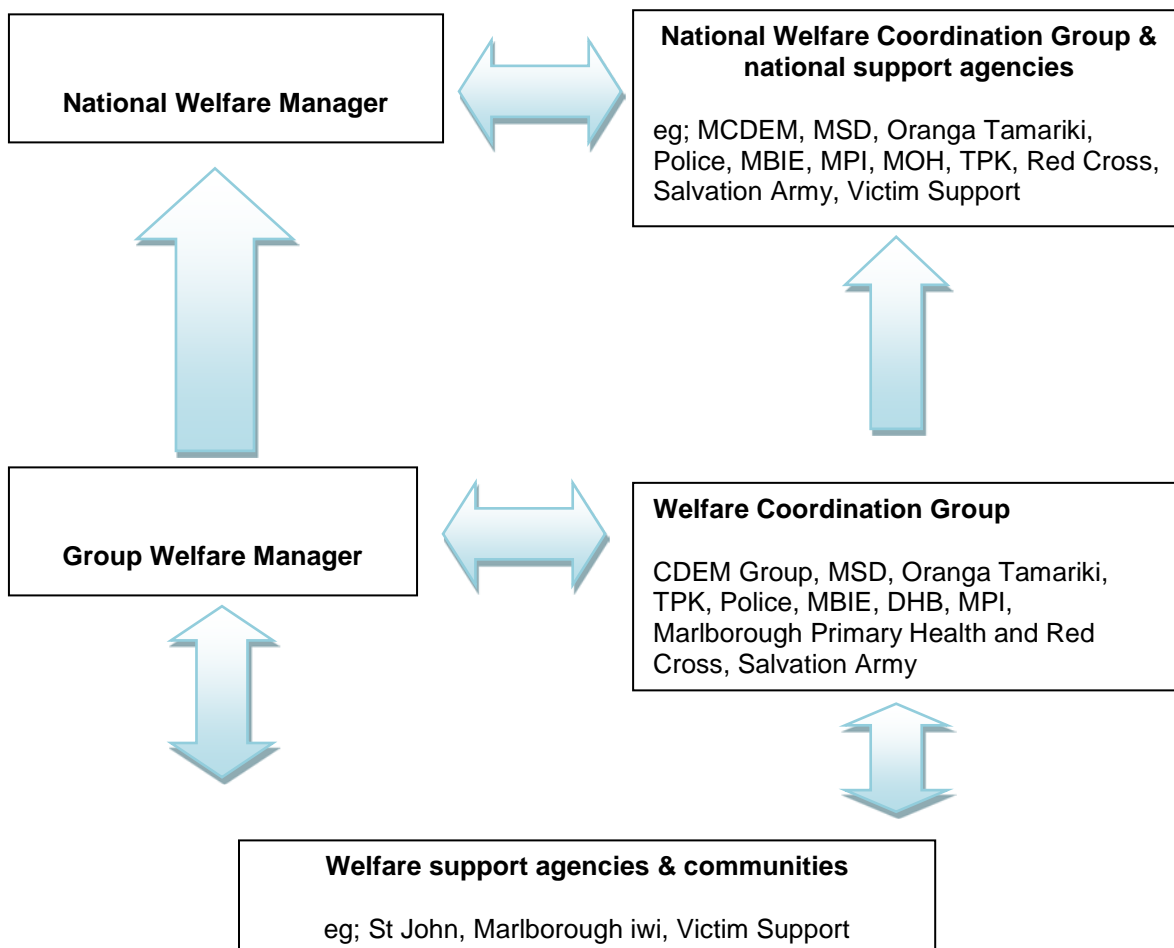 National Welfare Manager
National Welfare Coordination Group &
national support agencies
eg; MCDEM, MSD, Oranga Tamariki,
Police, MBIE, MPI, MOH, TPK, Red Cross,
Salvation Army, Victim Support
Group Welfare Manager
Welfare Coordination Group
CDEM Group, MSD, Oranga Tamariki,
TPK, Police, MBIE, DHB, MPI,
Marlborough Primary Health and Red
Cross, Salvation Army
Welfare support agencies & communities
eg; St John, Marlborough iwi, Victim Support